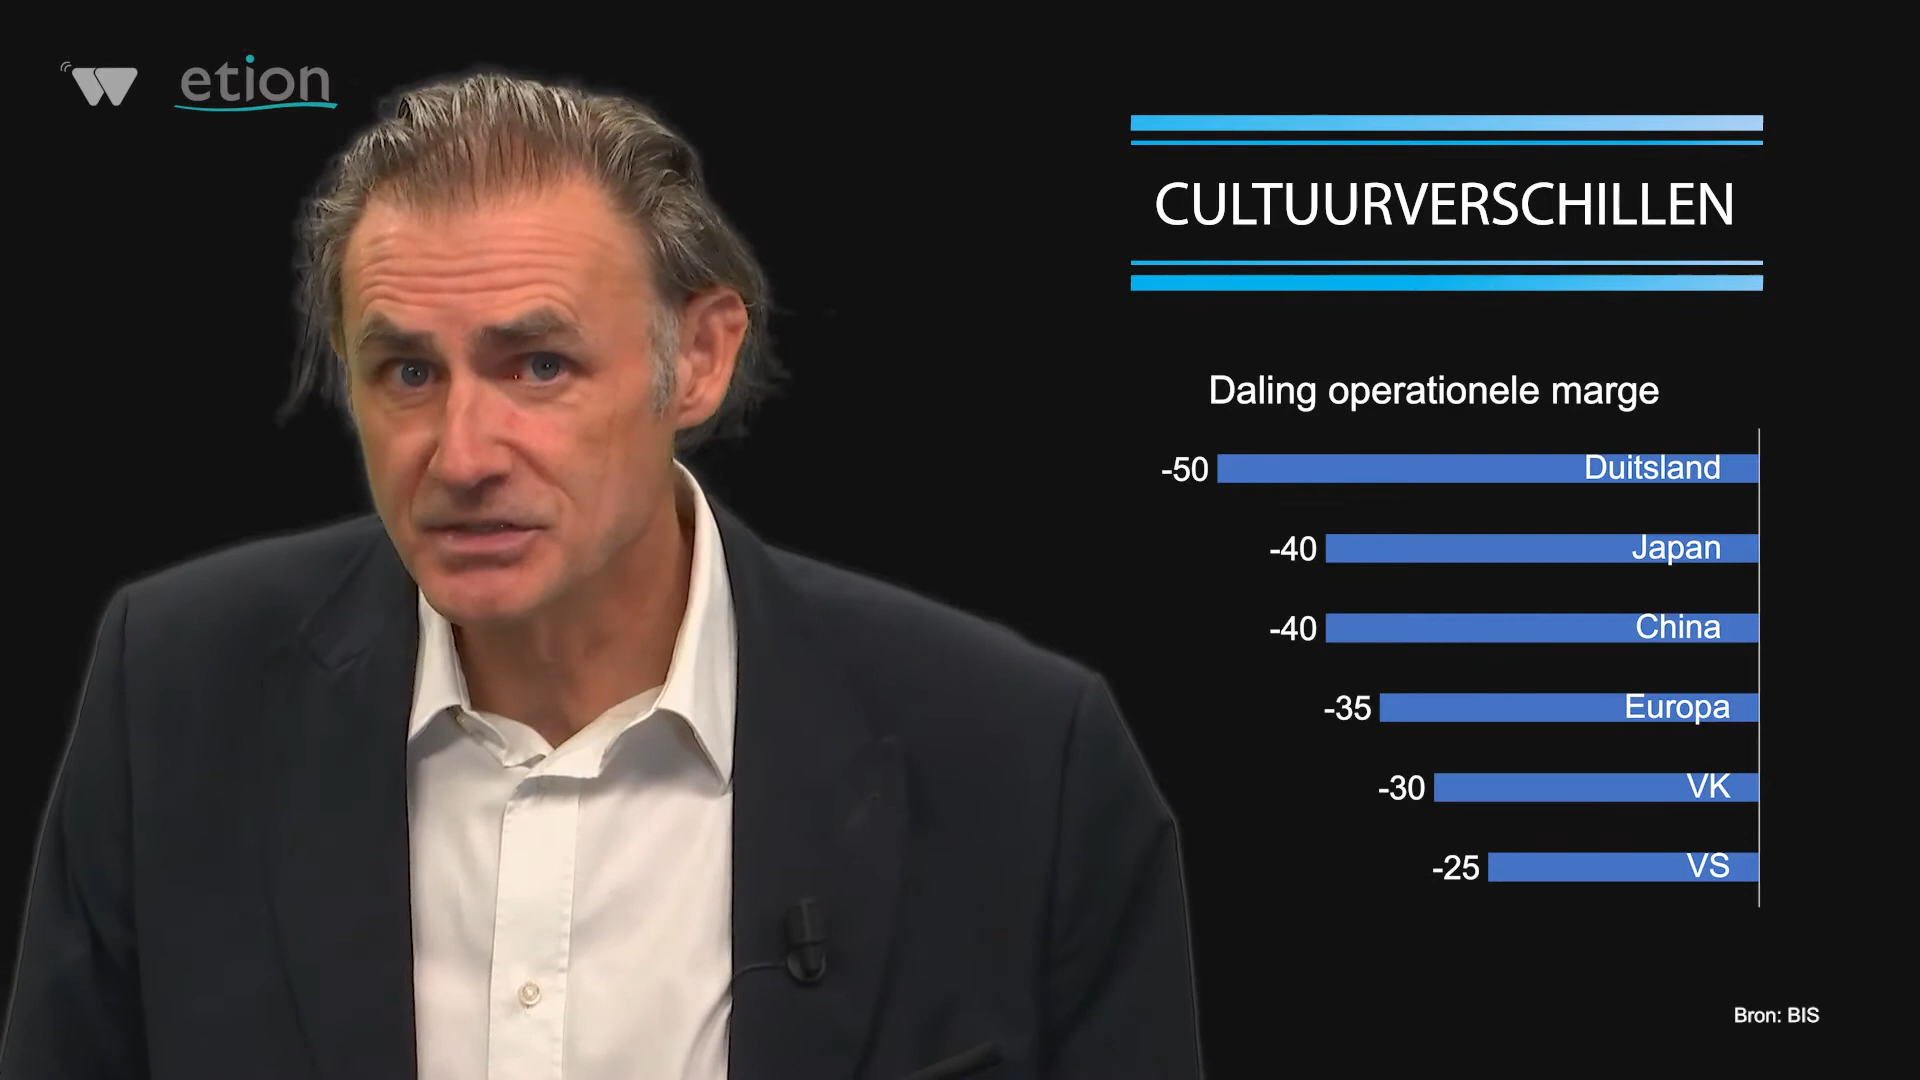 etion
CULTUURVERSCHILLEN
Daling operationele marge
-50 Duitsland
-40 Japan
-40 China
-35 Europa
-30 VK
-25 VS
Bron: BIS